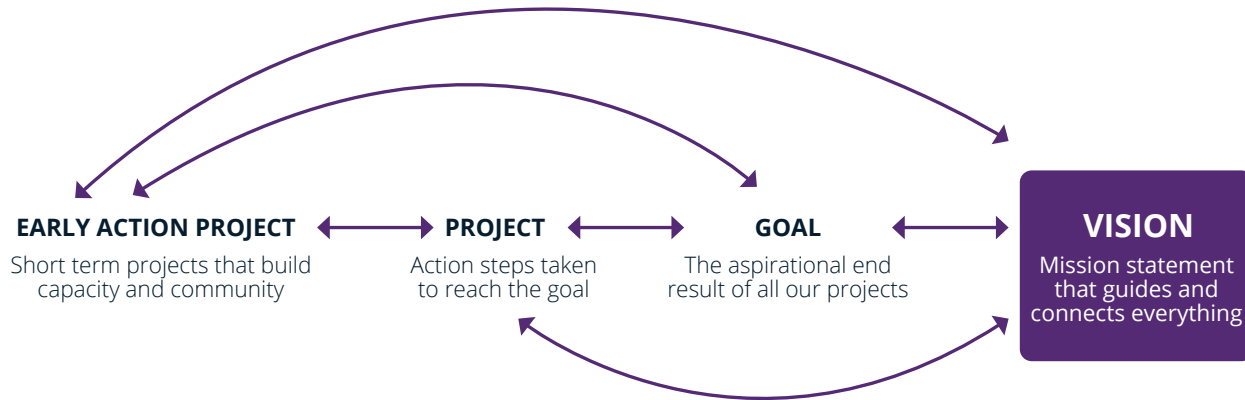 EARLY ACTION PROJECT
Short term projects that build
capacity and community
PROJECT
Action steps taken
to reach the goal
GOAL
The aspirational end
result of all our projects
VISION
Mission statement
that guides and
connects everything